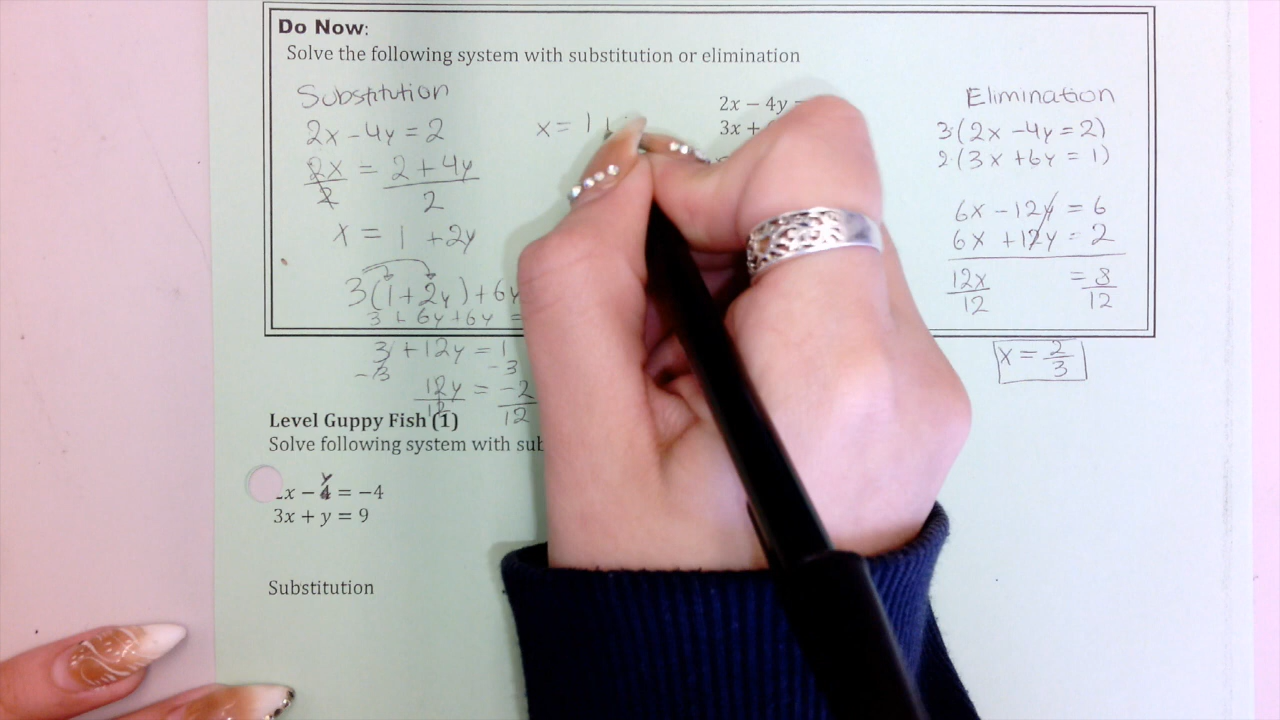 Do Now:
Solve the following system with substitution or elimination
2x − 4y =
3x +
Substitution
2x -4y = 2
2x = 2 + 4y
2 2
x = 1 +2y
3(1+2y)+6y
3 + 6y +6y =
3 +12y = 1
-3 -3
12y = -2
12 12
x = 1
Elimination
3(2x -4y = 2)
2(3x +6y = 1)
6x -12y = 6
6x +12y = 2
12x = 8
12 12
x = 2/3
Level Guppy Fish (1)
Solve following system with sub
x − y = −4
3x + y = 9
Substitution